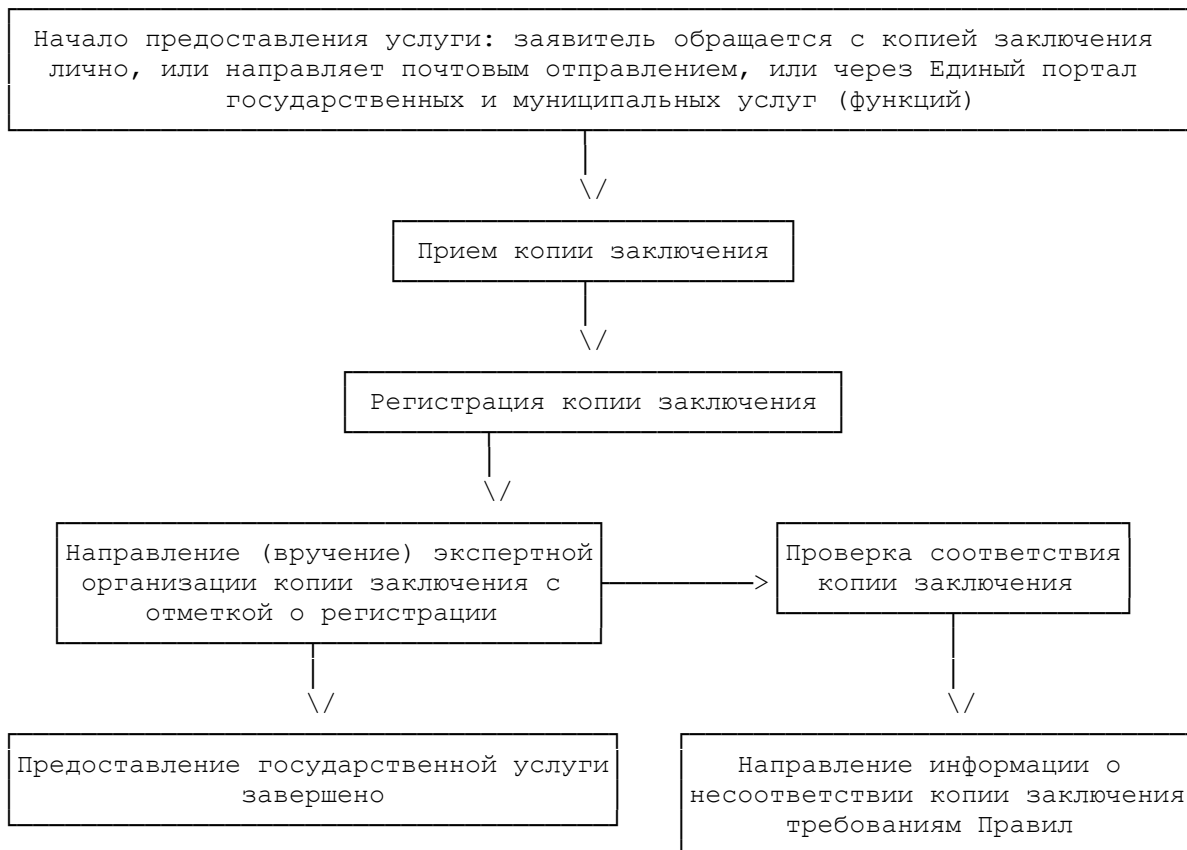 Начало предоставления услуги: заявитель обращается с копией заключения
лично, или направляет почтовым отправлением, или через Единый портал
государственных и муниципальных услуг (функций)
Прием копии заключения
Регистрация копии заключения
Направление (вручение) экспертной
организации копии заключения с
отметкой о регистрации
Проверка соответствия
копии заключения
Предоставление государственной услуги
завершено
Направление информации о
несоответствии копии заключения
требованиям Правил